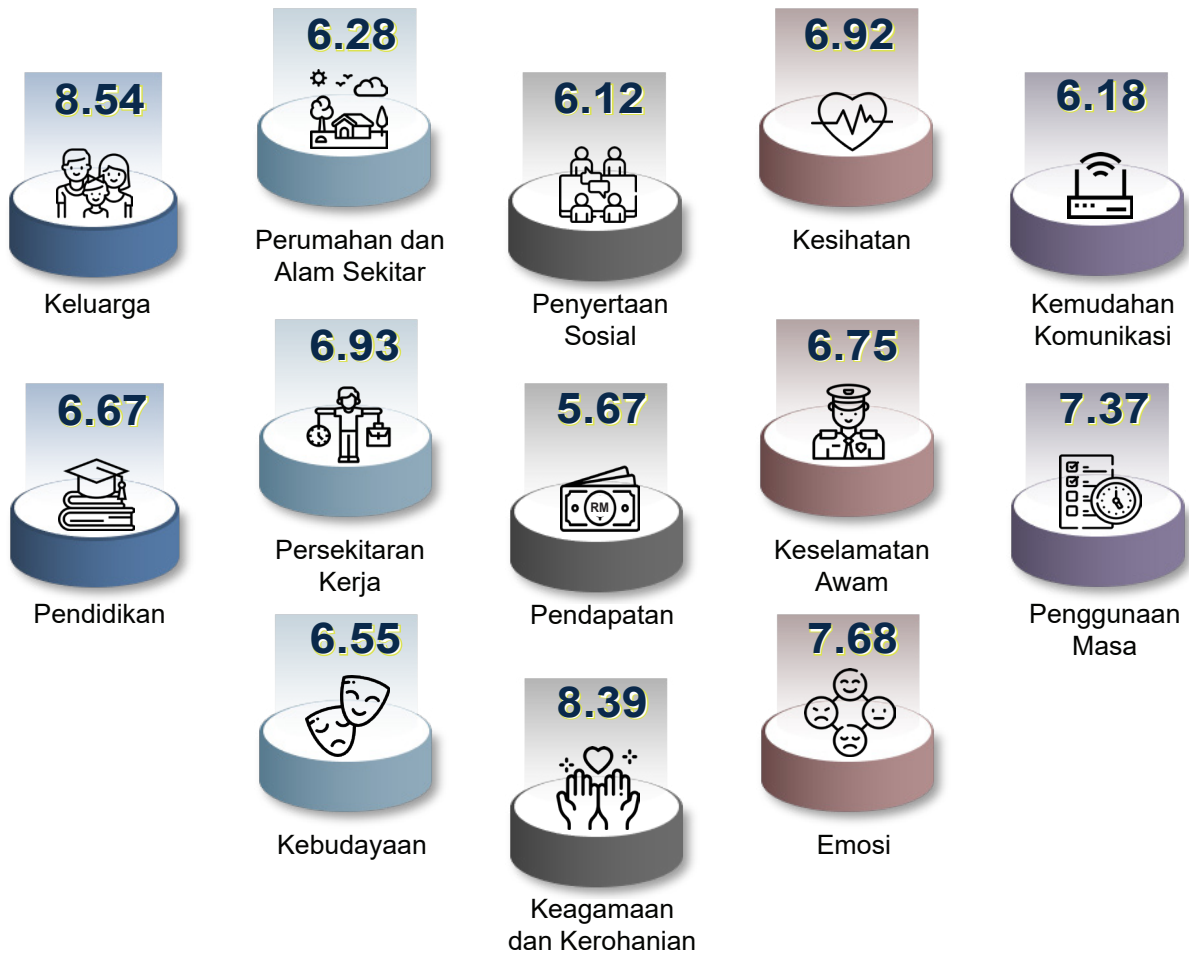 8.54
Keluarga
6.28
Perumahan dan
Alam Sekitar
6.12
Penyertaan
Sosial
6.92
Kesihatan
6.18
Kemudahan
Komunikasi
6.67
Pendidikan
6.93
Persekitaran
Kerja
5.67
RM
Pendapatan
6.75
Keselamatan
Awam
7.37
Penggunaan
Masa
6.55
Kebudayaan
8.39
Keagamaan
dan Kerohanian
7.68
Emosi